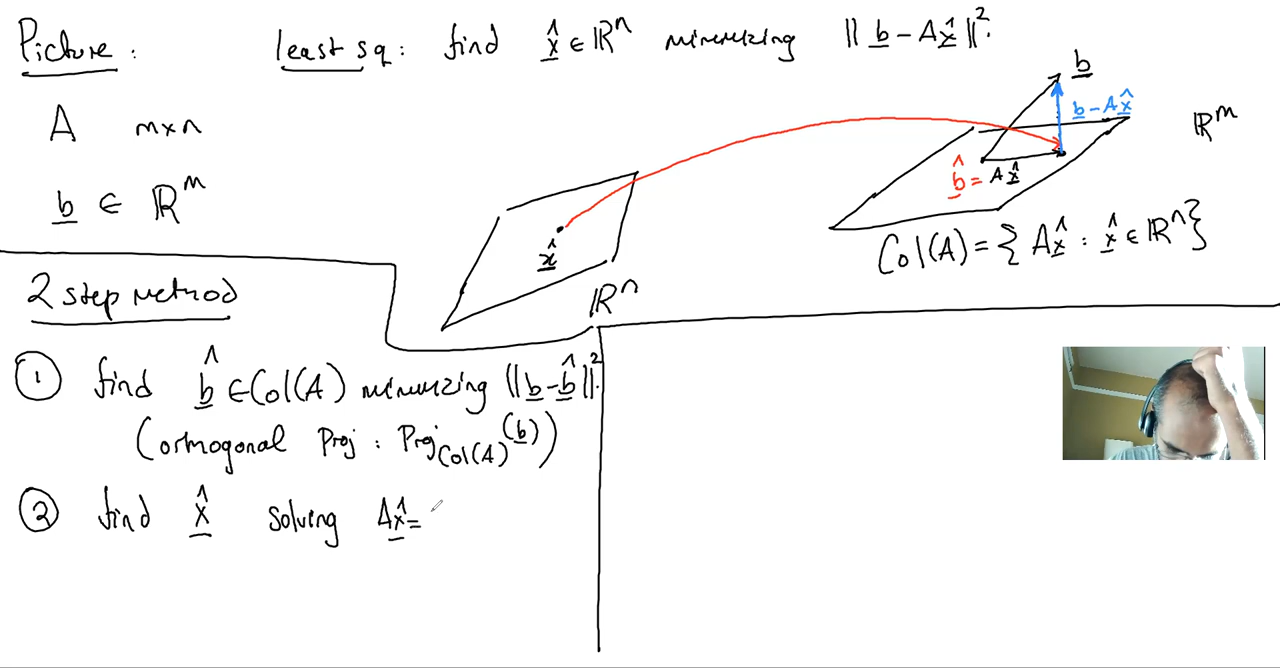 Picture : least sq : find x̂ ∈ ℝⁿ minimizing ‖ b - Ax̂ ‖².
A m×n
b ∈ ℝᵐ
b
b - Ax̂
ℝᵐ
b̂ = Ax̂
x̂
ℝⁿ
Col(A) = { Ax̂ : x̂ ∈ ℝⁿ }
2 step method
① find b̂ ∈ Col(A) minimizing ‖b - b̂‖².
(orthogonal Proj : Proj_Col(A) (b))
② find x̂ solving Ax̂ =